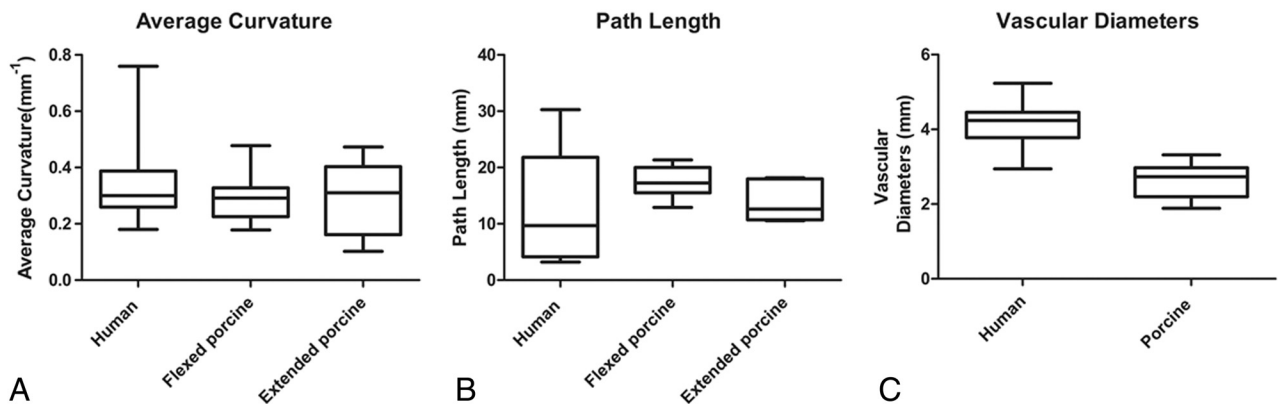 Average Curvature
Average Curvature(mm-1)
0.8
0.6
0.4
0.2
0.0
Human
Flexed porcine
Extended porcine
A
Path Length
Path Length (mm)
40
30
20
10
0
Human
Flexed porcine
Extended porcine
B
Vascular Diameters
Vascular
Diameters (mm)
6
4
2
0
Human
Porcine
C